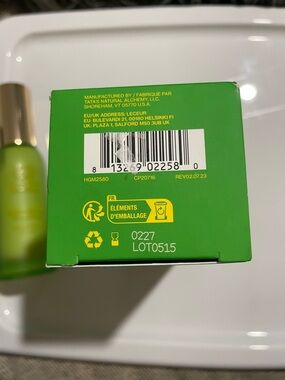 MANUFACTURED BY / FABRIQUÉ PAR
TATA'S NATURAL ALCHEMY, LLC.
SHOREHAM, VT 05770 U.S.A.
EU/UK ADDRESS: LECEUR
EU: BULEVARDI 21, 00180 HELSINKI FI
UK: PLAZA 1, SALFORD M50 3UB UK
8 13269 02258 0
HGM2580 CP20716 REV02.07.23
FR
ÉLÉMENTS
D'EMBALLAGE
0227
LOT0515